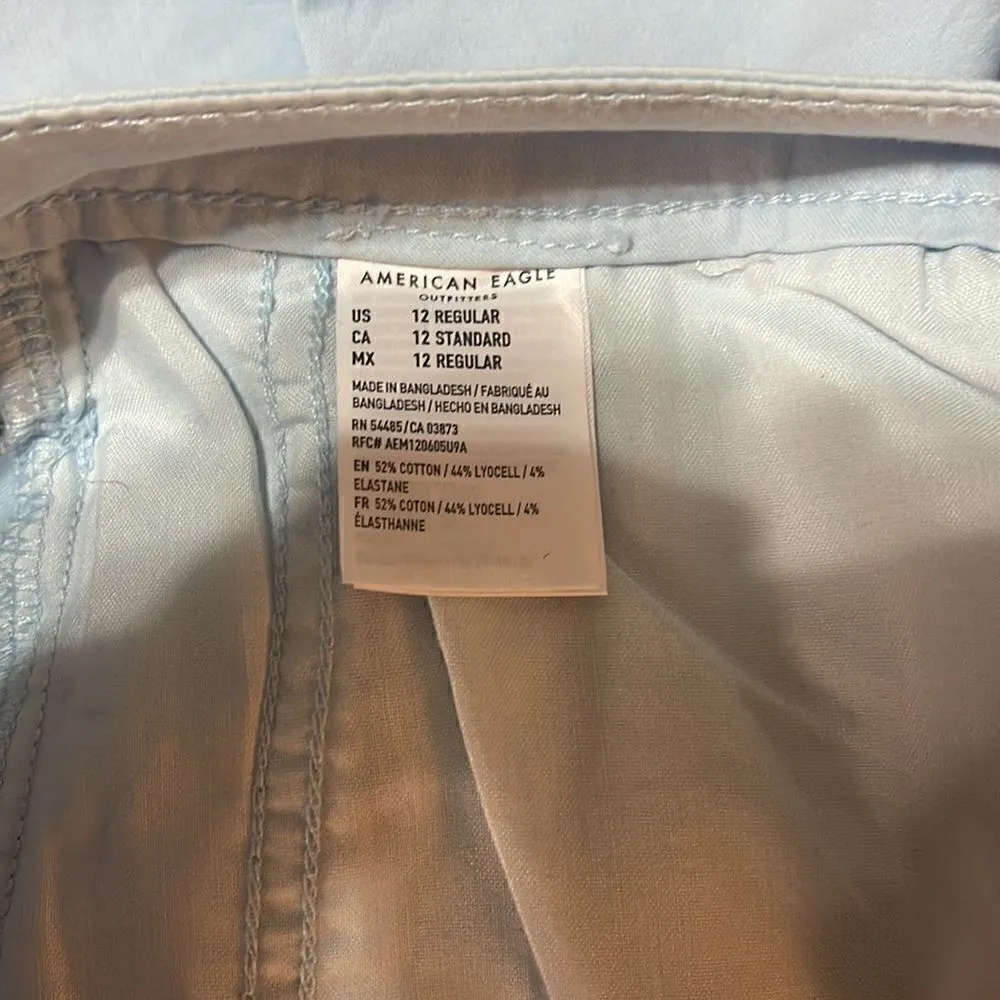 AMERICAN EAGLE
OUTFITTERS
US 12 REGULAR
CA 12 STANDARD
MX 12 REGULAR
MADE IN BANGLADESH / FABRIQUÉ AU
BANGLADESH / HECHO EN BANGLADESH
RN 54485 / CA 03873
RFC# AEM120605U9A
EN 52% COTTON / 44% LYOCELL / 4%
ELASTANE
FR 52% COTON / 44% LYOCELL / 4%
ÉLASTHANNE